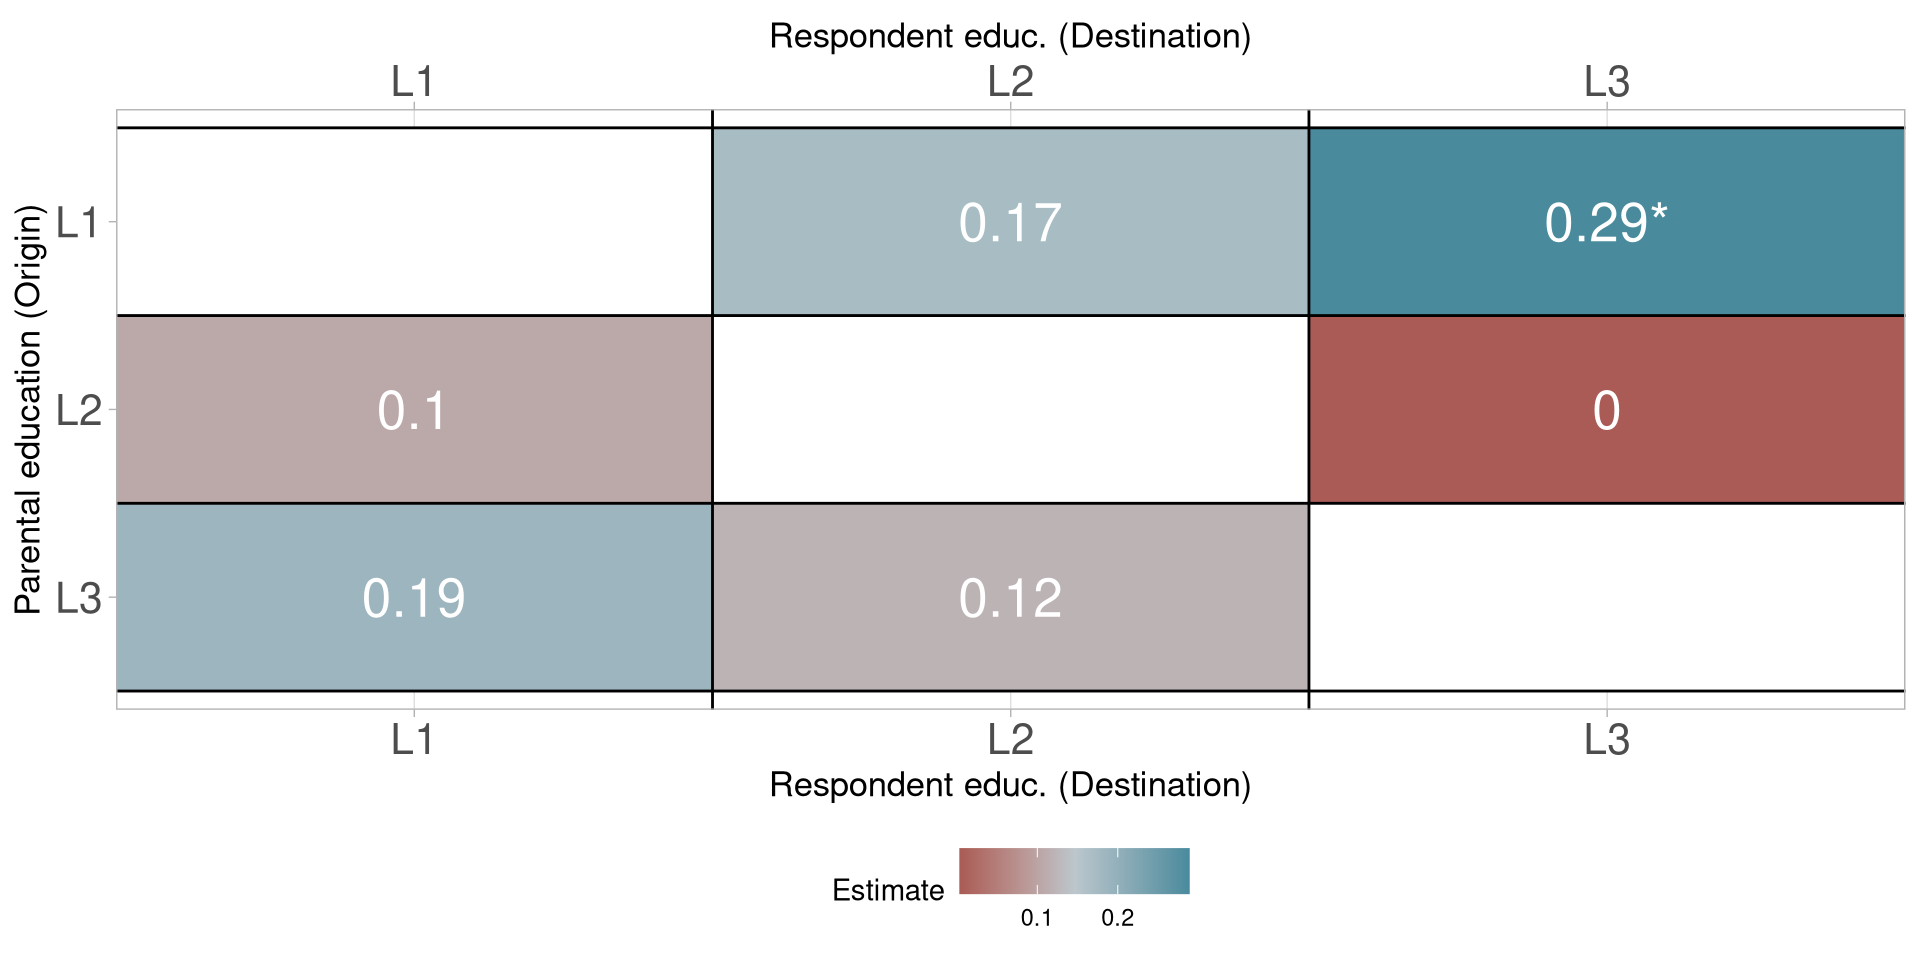 Respondent educ. (Destination)
L1 L2 L3
Parental education (Origin)
L1 0.17 0.29*
L2 0.1 0
L3 0.19 0.12
L1 L2 L3
Respondent educ. (Destination)
Estimate
0.1 0.2